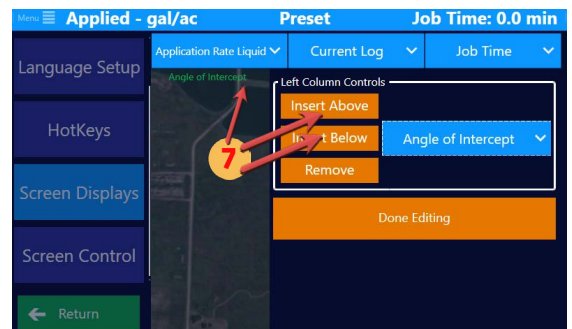 Menu Applied - gal/ac Preset Job Time: 0.0 min
Application Rate Liquid Current Log Job Time
Language Setup
HotKeys
Screen Displays
Screen Control
Return
Angle of Intercept
Left Column Controls
Insert Above
Insert Below
Remove
Angle of Intercept
Done Editing
7